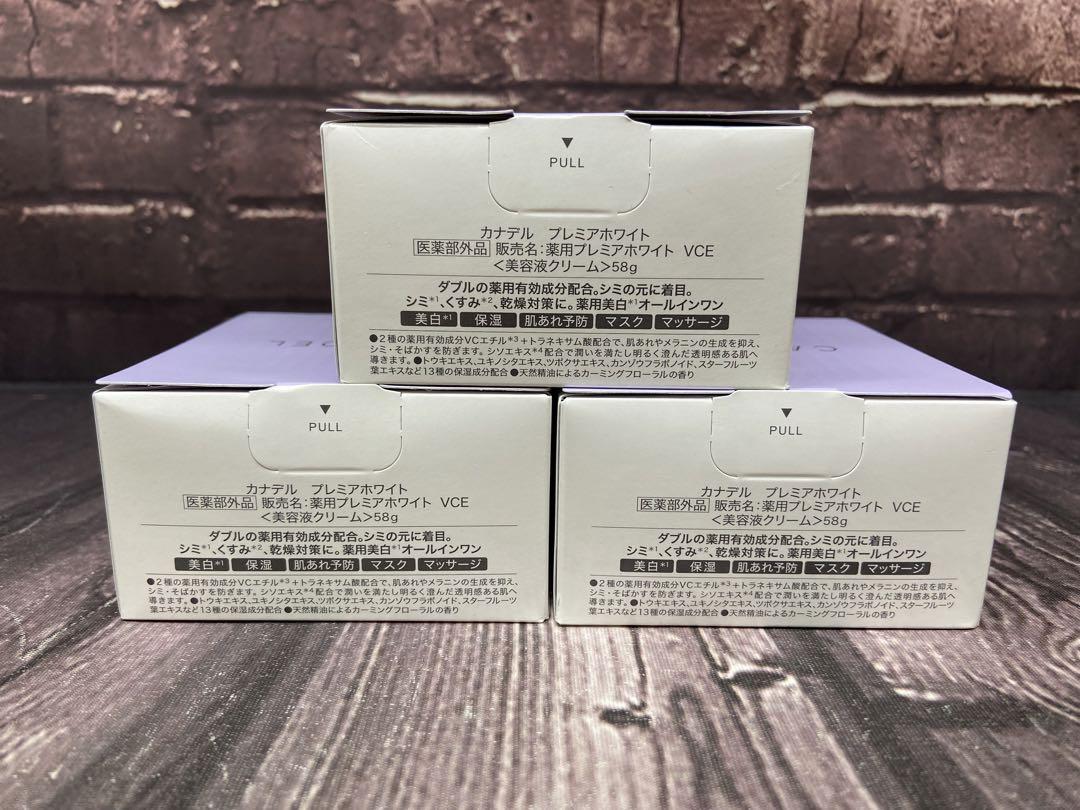 ▼
PULL
カナデル プレミアホワイト
医薬部外品 販売名：薬用プレミアホワイト VCE
＜美容液クリーム＞58g
ダブルの薬用有効成分配合。シミの元に着目。
シミ*1、くすみ*2、乾燥対策に。薬用美白*1オールインワン
美白*1 保湿 肌あれ予防 マスク マッサージ
●2種の薬用有効成分VCエチル*3＋トラネキサム酸配合で、肌あれやメラニンの生成を抑え、
シミ・そばかすを防ぎます。シソエキス*4配合で潤いを満たし明るく澄んだ透明感ある肌へ
導きます。●トウキエキス、ユキノシタエキス、ツボクサエキス、カンゾウフラボノイド、スターフルーツ
葉エキスなど13種の保湿成分配合 ●天然精油によるカーミングフローラルの香り
▼
PULL
カナデル プレミアホワイト
医薬部外品 販売名：薬用プレミアホワイト VCE
＜美容液クリーム＞58g
ダブルの薬用有効成分配合。シミの元に着目。
シミ*1、くすみ*2、乾燥対策に。薬用美白*1オールインワン
美白*1 保湿 肌あれ予防 マスク マッサージ
●2種の薬用有効成分VCエチル*3＋トラネキサム酸配合で、肌あれやメラニンの生成を抑え、
シミ・そばかすを防ぎます。シソエキス*4配合で潤いを満たし明るく澄んだ透明感ある肌へ
導きます。●トウキエキス、ユキノシタエキス、ツボクサエキス、カンゾウフラボノイド、スターフルーツ
葉エキスなど13種の保湿成分配合 ●天然精油によるカーミングフローラルの香り
▼
PULL
カナデル プレミアホワイト
医薬部外品 販売名：薬用プレミアホワイト VCE
＜美容液クリーム＞58g
ダブルの薬用有効成分配合。シミの元に着目。
シミ*1、くすみ*2、乾燥対策に。薬用美白*1オールインワン
美白*1 保湿 肌あれ予防 マスク マッサージ
●2種の薬用有効成分VCエチル*3＋トラネキサム酸配合で、肌あれやメラニンの生成を抑え、
シミ・そばかすを防ぎます。シソエキス*4配合で潤いを満たし明るく澄んだ透明感ある肌へ
導きます。●トウキエキス、ユキノシタエキス、ツボクサエキス、カンゾウフラボノイド、スターフルーツ
葉エキスなど13種の保湿成分配合 ●天然精油によるカーミングフローラルの香り